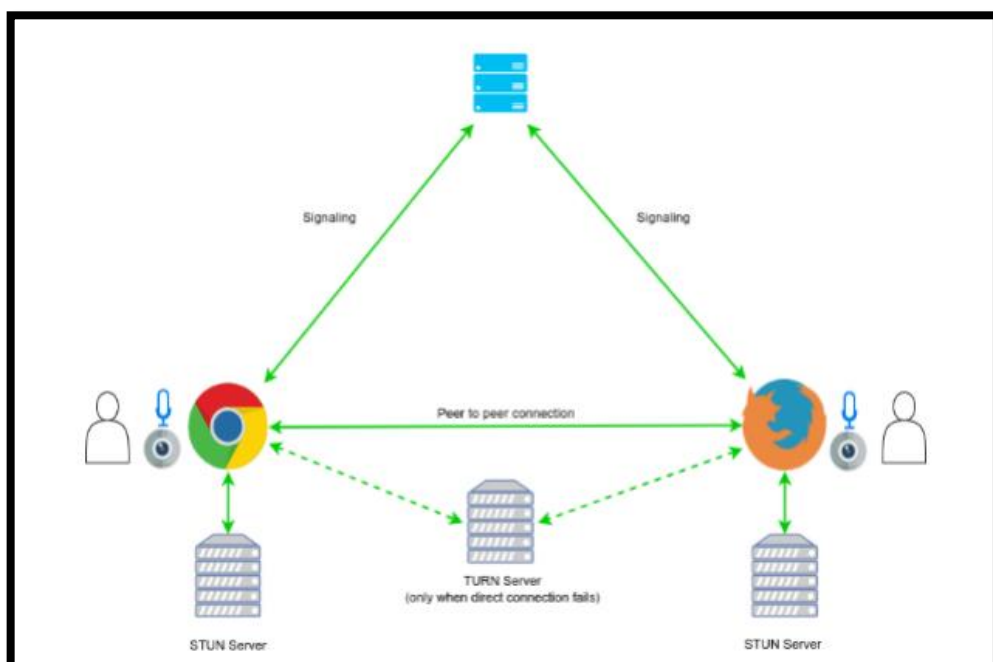 Signaling
Signaling
Peer to peer connection
TURN Server
(only when direct connection fails)
STUN Server
STUN Server